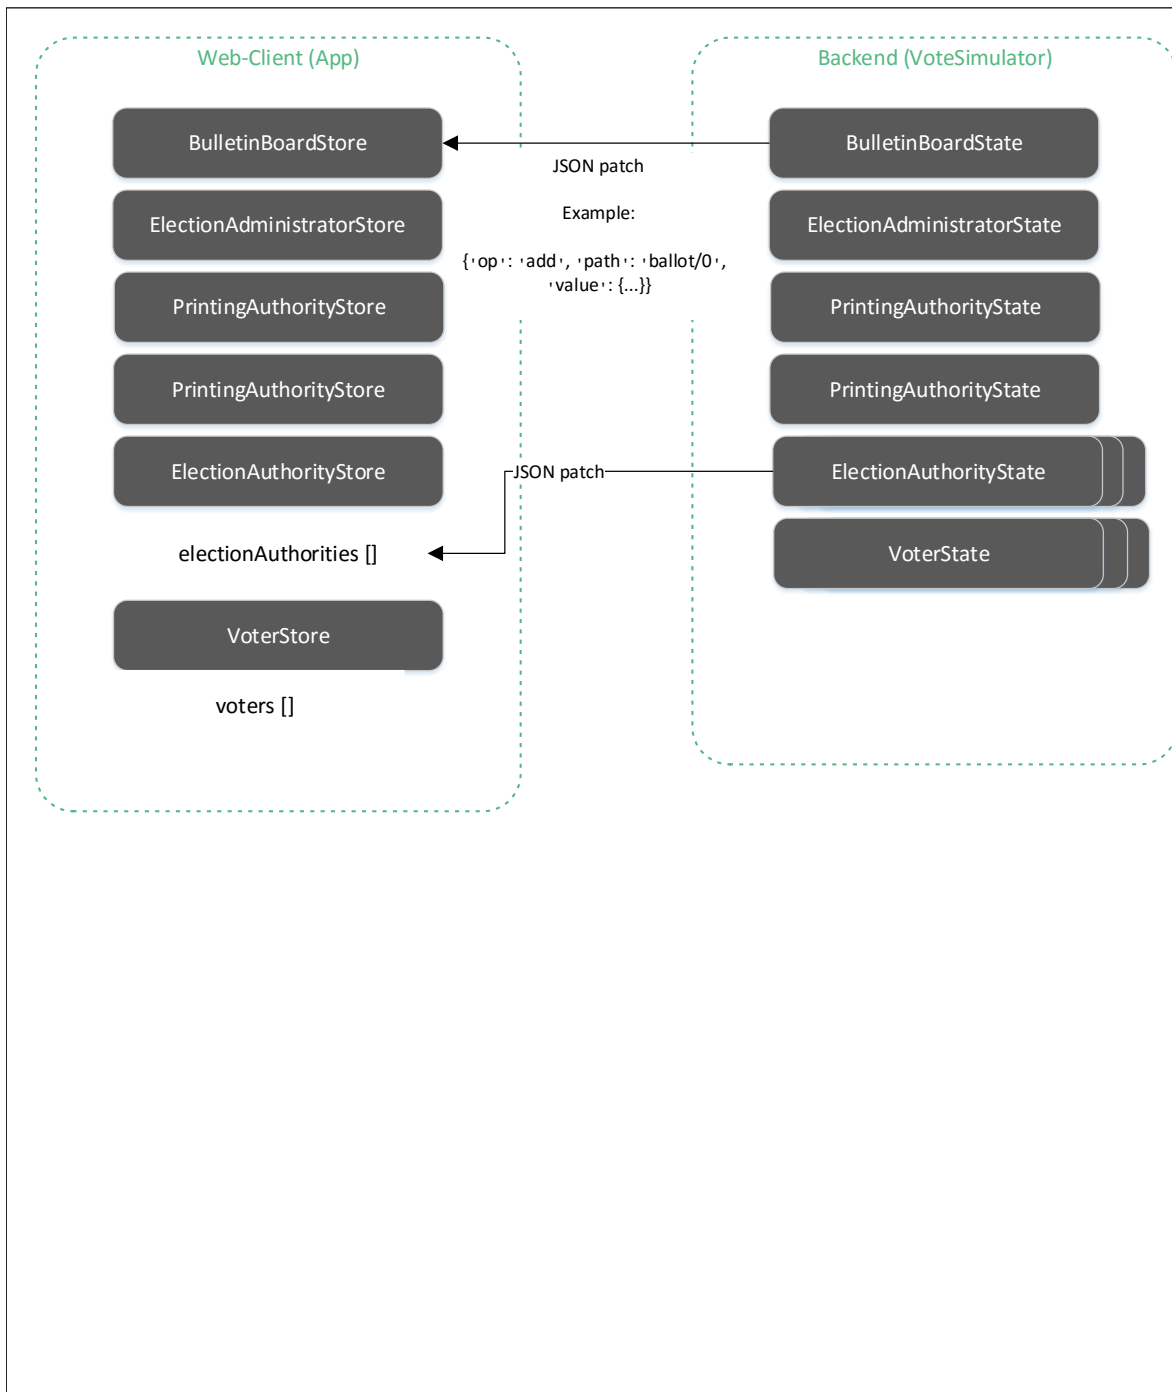 Web-Client (App)
BulletinBoardStore
ElectionAdministratorStore
PrintingAuthorityStore
PrintingAuthorityStore
ElectionAuthorityStore
electionAuthorities []
VoterStore
voters []
JSON patch
Example:
{'op': 'add', 'path': 'ballot/0',
'value': {...}}
JSON patch
Backend (VoteSimulator)
BulletinBoardState
ElectionAdministratorState
PrintingAuthorityState
PrintingAuthorityState
ElectionAuthorityState
VoterState